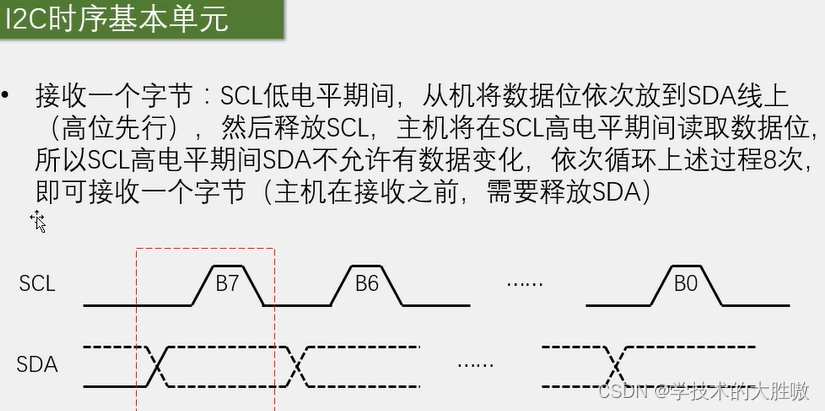 I2C时序基本单元
• 接收一个字节：SCL低电平期间，从机将数据位依次放到SDA线上
（高位先行），然后释放SCL，主机将在SCL高电平期间读取数据位，
所以SCL高电平期间SDA不允许有数据变化，依次循环上述过程8次，
即可接收一个字节（主机在接收之前，需要释放SDA）
SCL B7 B6 …… B0
SDA ……
CSDN @学技术的大胜嗷